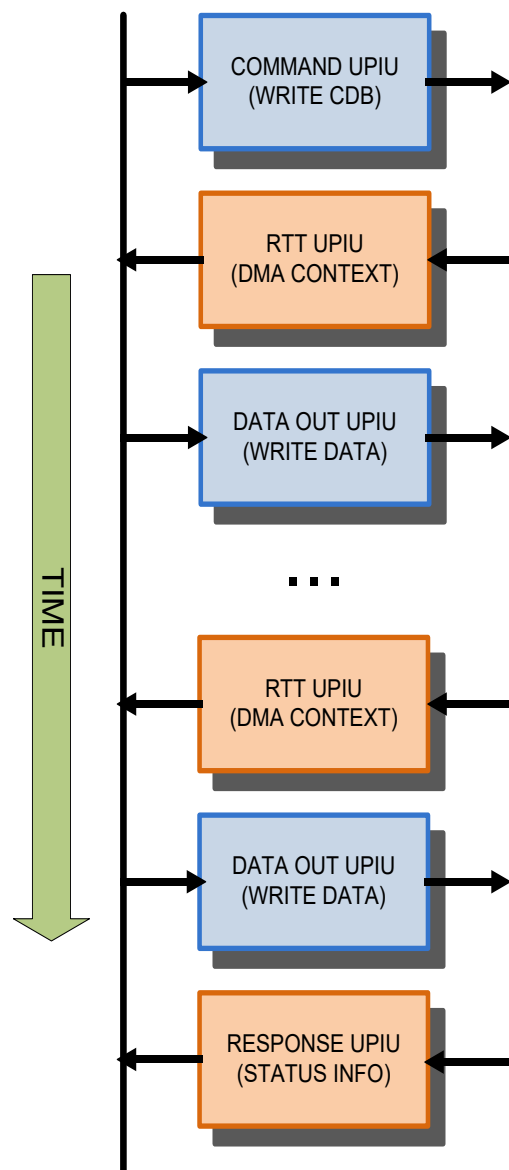 COMMAND UPIU
(WRITE CDB)
RTT UPIU
(DMA CONTEXT)
DATA OUT UPIU
(WRITE DATA)
...
TIME
RTT UPIU
(DMA CONTEXT)
DATA OUT UPIU
(WRITE DATA)
RESPONSE UPIU
(STATUS INFO)